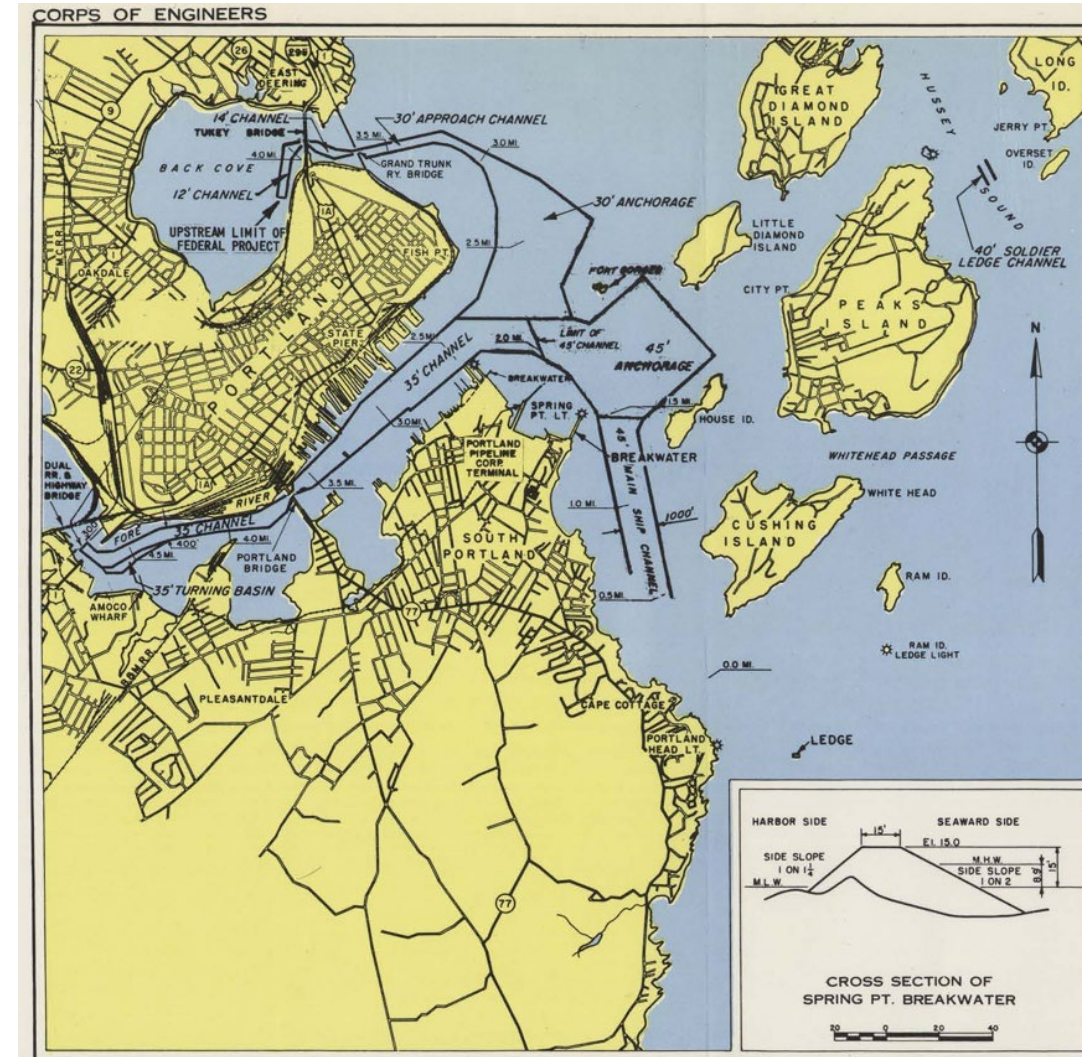 CORPS OF ENGINEERS
26
295
1
EAST
DEERING
9
14' CHANNEL
TUKEY BRIDGE
3.5 MI.
30' APPROACH CHANNEL
3.0 MI.
4.0 MI.
BACK COVE
GRAND TRUNK
RY. BRIDGE
12' CHANNEL
UPSTREAM LIMIT OF
FEDERAL PROJECT
1A
302
M.C.R.R.
1
OAKDALE
FISH PT.
2.5 MI.
30' ANCHORAGE
FORT GORGES
GREAT
DIAMOND
ISLAND
LITTLE
DIAMOND
ISLAND
HUSSEY
SOUND
LONG
ID.
JERRY PT.
OVERSET
ID.
40' SOLDIER
LEDGE CHANNEL
CITY PT.
PEAKS
ISLAND
N
22
PORTLAND
STATE
PIER
2.5 MI.
35' CHANNEL
2.0 MI.
LIMIT OF
45' CHANNEL
45'
ANCHORAGE
BREAKWATER
SPRING
PT. LT.
1.5 MI.
HOUSE ID.
3.0 MI.
BREAKWATER
PORTLAND
PIPELINE
CORP.
TERMINAL
WHITEHEAD PASSAGE
DUAL
RR. &
HIGHWAY
BRIDGE
1A
3.5 MI.
FORE RIVER
300'
35' CHANNEL
400'
4.0 MI.
4.5 MI.
PORTLAND
BRIDGE
35' TURNING BASIN
1
AMOCO
WHARF
SOUTH
PORTLAND
1.0 MI.
45' MAIN SHIP CHANNEL
1000'
0.5 MI.
WHITE HEAD
CUSHING
ISLAND
RAM ID.
RAM ID.
LEDGE LIGHT
77
B&M.RR.
PLEASANTDALE
CAPE COTTAGE
0.0 MI.
PORTLAND
HEAD LT.
LEDGE
77
HARBOR SIDE
15'
SEAWARD SIDE
El. 15.0
SIDE SLOPE
1 ON 1 1/4
M.H.W.
SIDE SLOPE
1 ON 2
8.9'
15'
M.L.W.
CROSS SECTION OF
SPRING PT. BREAKWATER
20 0 20 40